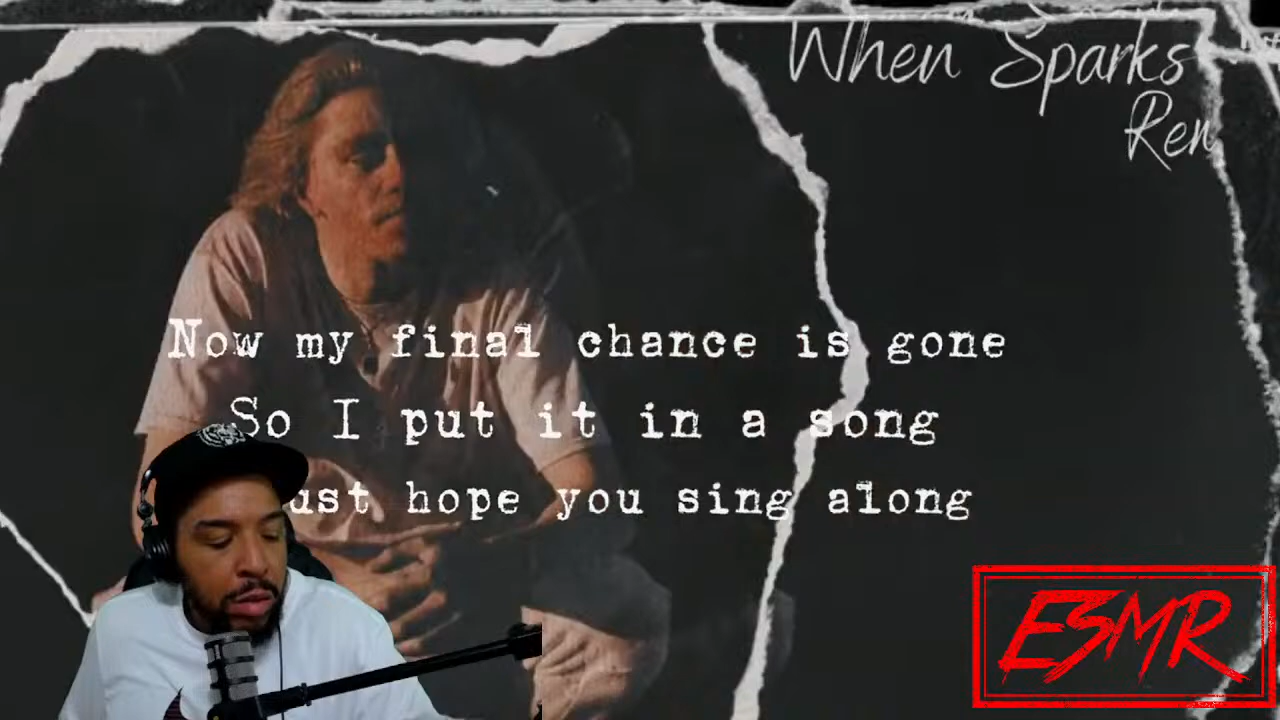 When Sparks
Ren
Now my final chance is gone
So I put it in a song
ust hope you sing along
E3MR